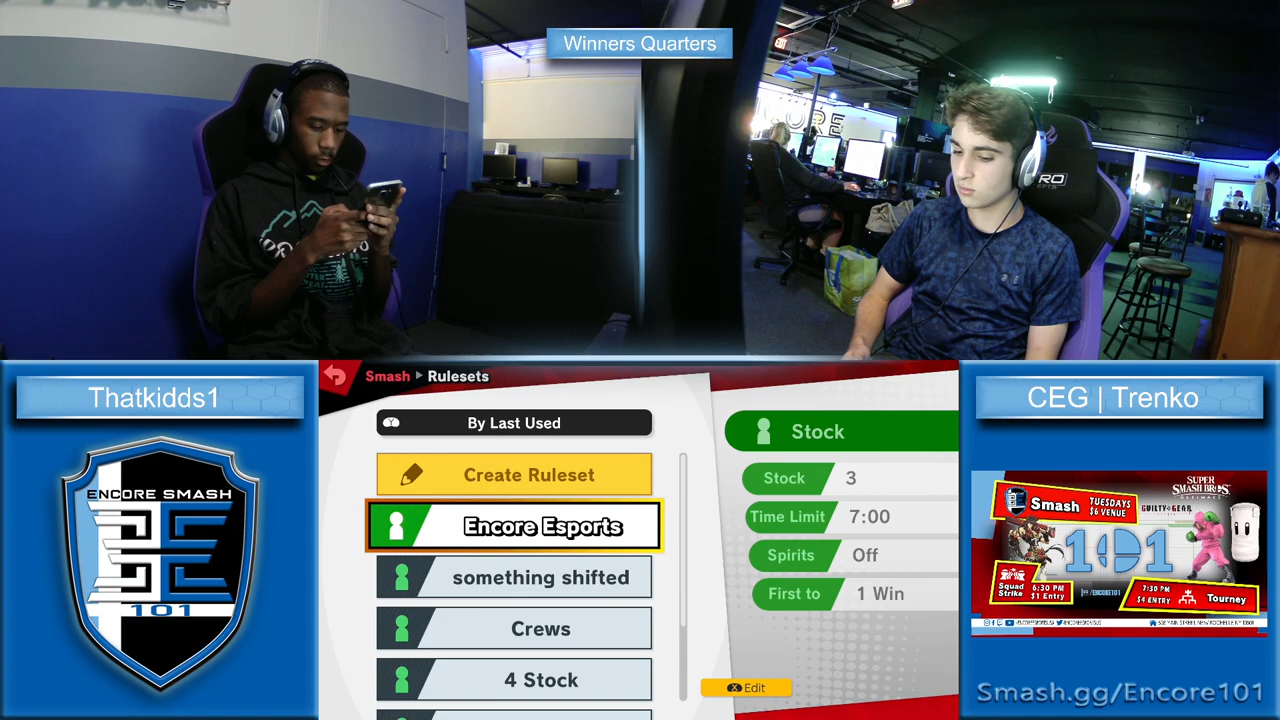 Winners Quarters
EXIT
PRO
Thatkidds1
ENCORE SMASH
101
Smash ▸ Rulesets
By Last Used
Create Ruleset
Encore Esports
something shifted
Crews
4 Stock
Stock
Stock 3
Time Limit 7:00
Spirits Off
First to 1 Win
X Edit
CEG | Trenko
Smash
TUESDAYS
$6 VENUE
SUPER
SMASH BROS.
ULTIMATE
GUILTY GEAR
101
Squad
Strike
6:30 PM
$1 Entry
/ENCORE101
7:30 PM
$4 ENTRY
Tourney
Smash.gg/Encore101